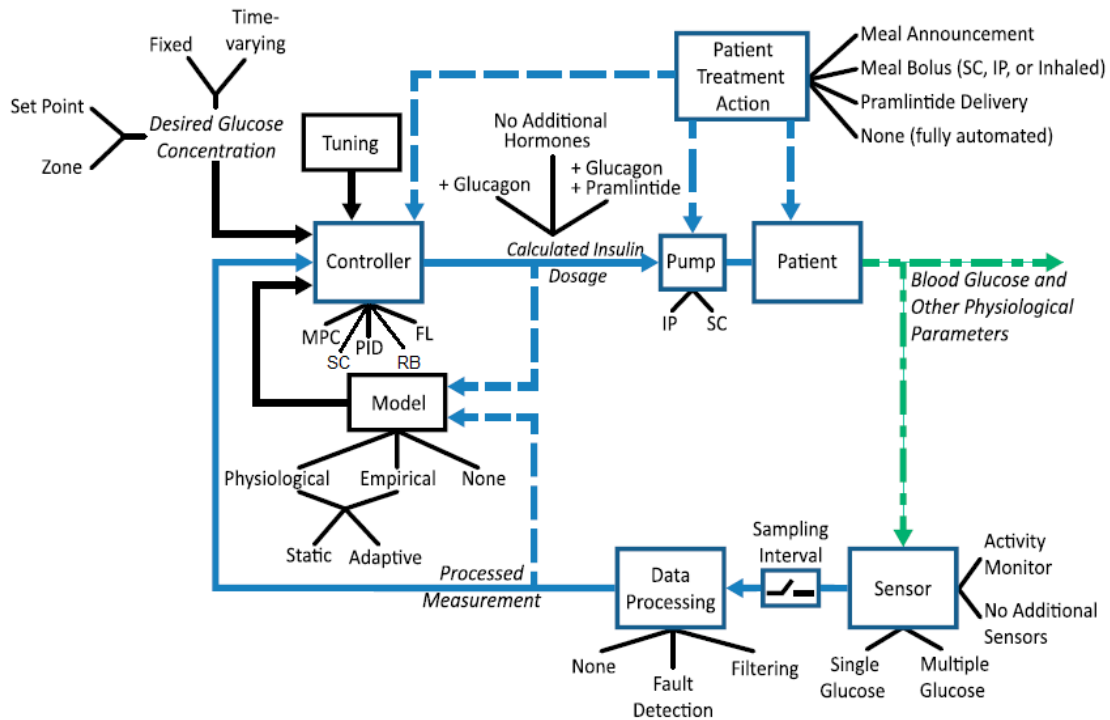 Time-
varying
Fixed
Set Point
Zone
Desired Glucose
Concentration
Tuning
No Additional
Hormones
+ Glucagon
+ Glucagon
+ Pramlintide
Patient
Treatment
Action
Meal Announcement
Meal Bolus (SC, IP, or Inhaled)
Pramlintide Delivery
None (fully automated)
Controller
Calculated Insulin
Dosage
Pump
Patient
Blood Glucose and
Other Physiological
Parameters
IP
SC
MPC
SC
PID
RB
FL
Model
Physiological
Empirical
None
Static
Adaptive
Processed
Measurement
Data
Processing
Sampling
Interval
Sensor
Activity
Monitor
No Additional
Sensors
None
Fault
Detection
Filtering
Single
Glucose
Multiple
Glucose